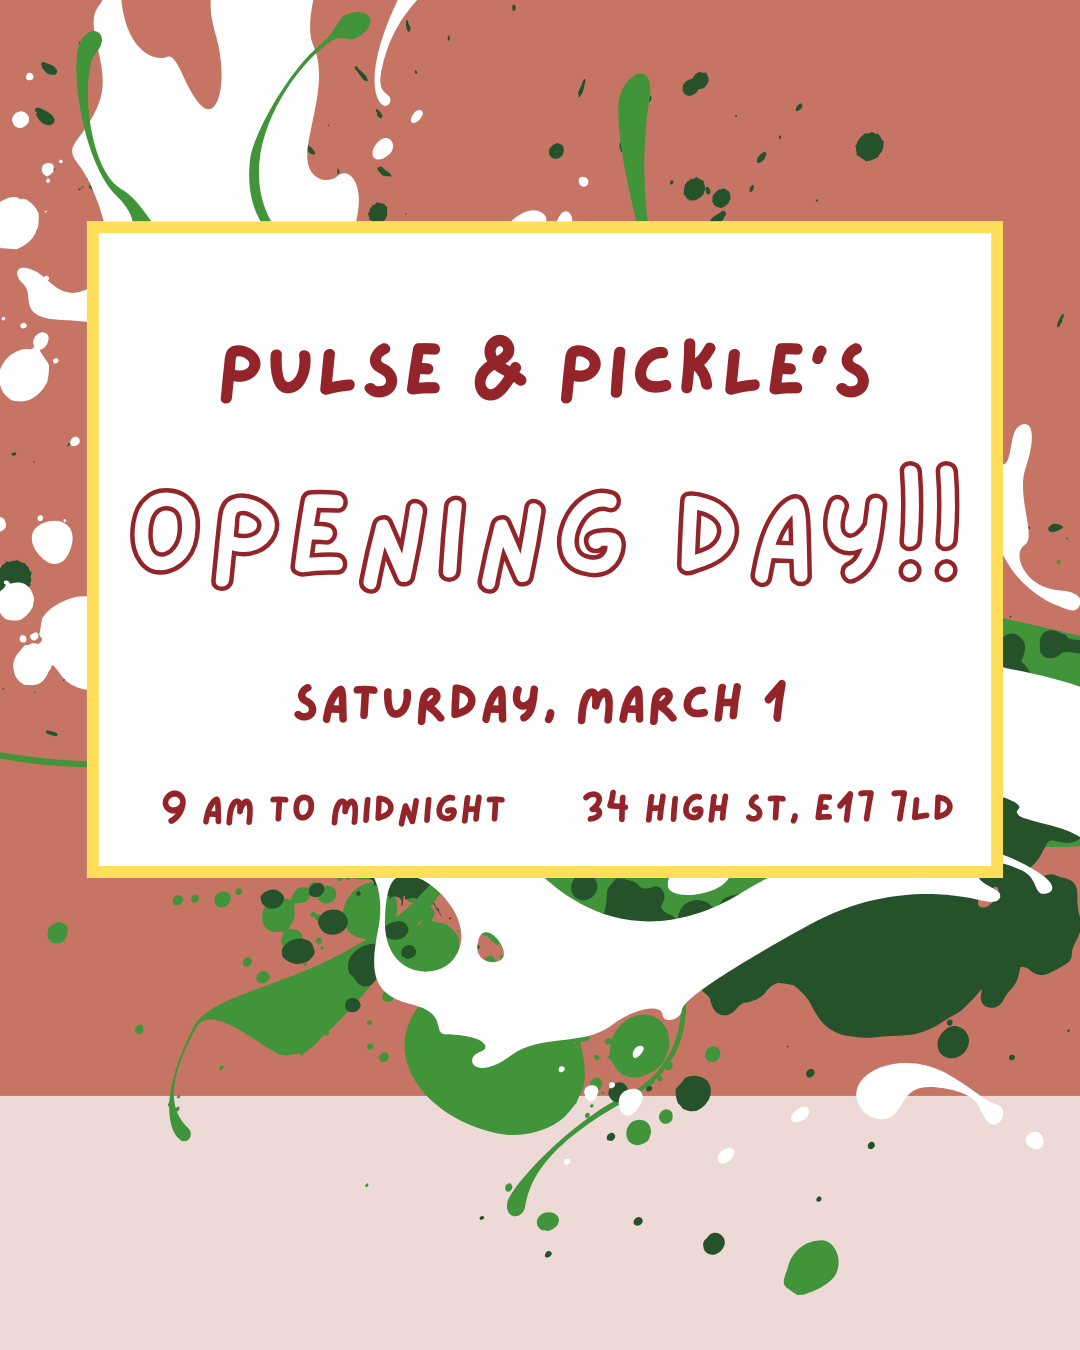 PULSE & PICKLE'S
OPENING DAY!!
SATURDAY, MARCH 1
9 AM TO MIDNIGHT
34 HIGH ST, E17 7LD